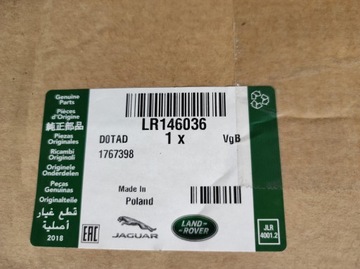 Genuine
Parts
Pièces
d'Origine
純正部品
Piezas
Originales
Ricambi
Originali
Originele
Onderdelen
Peças
Genuínas
Originalteile
قطع غيار
أصلية
2018
LR146036
D0TAD
1 x
VgB
1767398
Made In
Poland
EAC
JAGUAR
LAND-
ROVER
JLR
4001.2